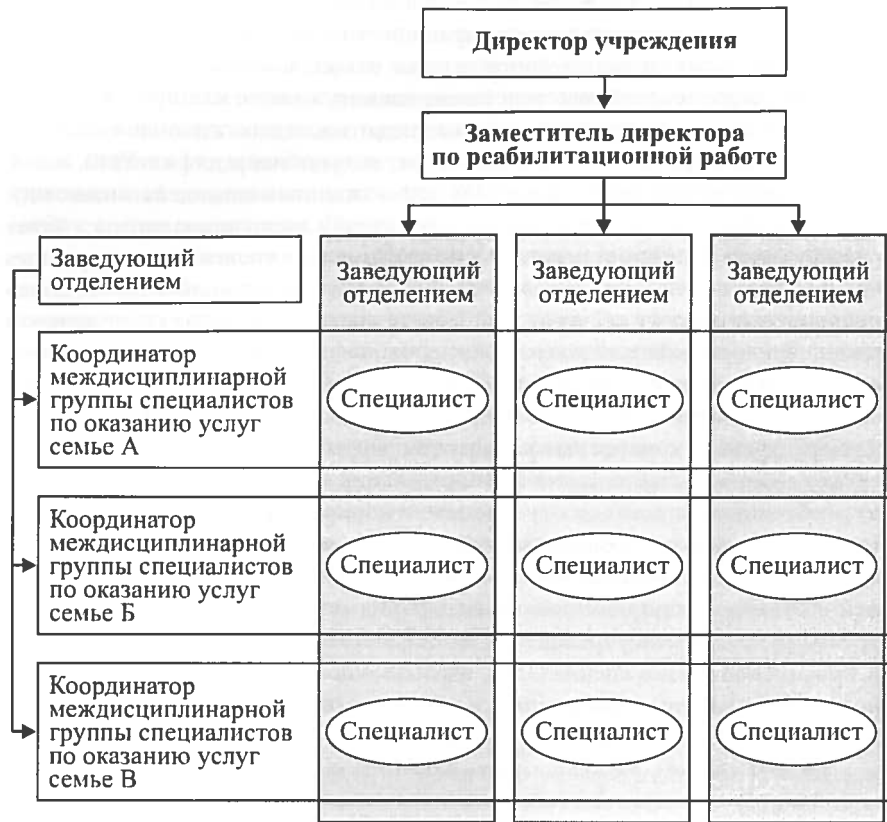 Директор учреждения
Заместитель директора
по реабилитационной работе
Заведующий
отделением
Заведующий
отделением
Заведующий
отделением
Заведующий
отделением
Координатор
междисциплинарной
группы специалистов
по оказанию услуг
семье А
Специалист
Специалист
Специалист
Координатор
междисциплинарной
группы специалистов
по оказанию услуг
семье Б
Специалист
Специалист
Специалист
Координатор
междисциплинарной
группы специалистов
по оказанию услуг
семье В
Специалист
Специалист
Специалист